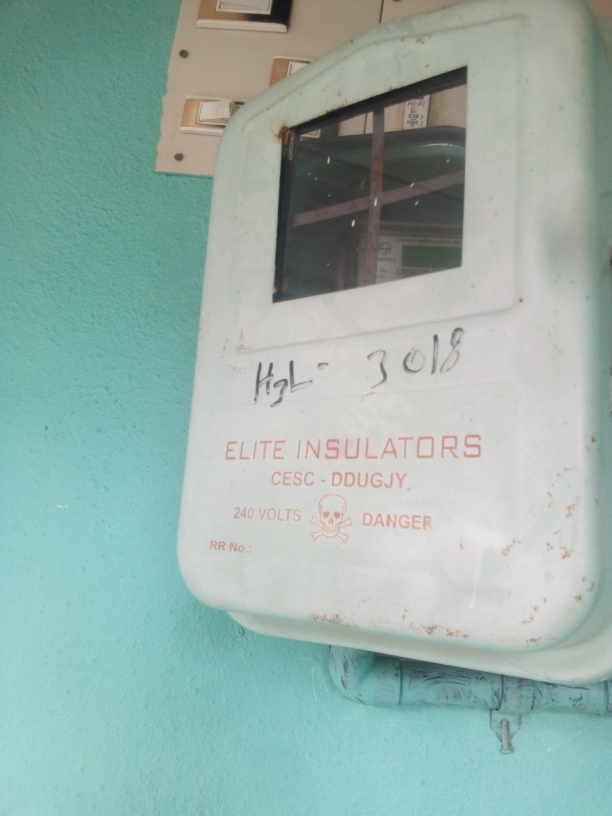 HgL - 3018
ELITE INSULATORS
CESC - DDUGJY
240 VOLTS DANGER
RR No.: